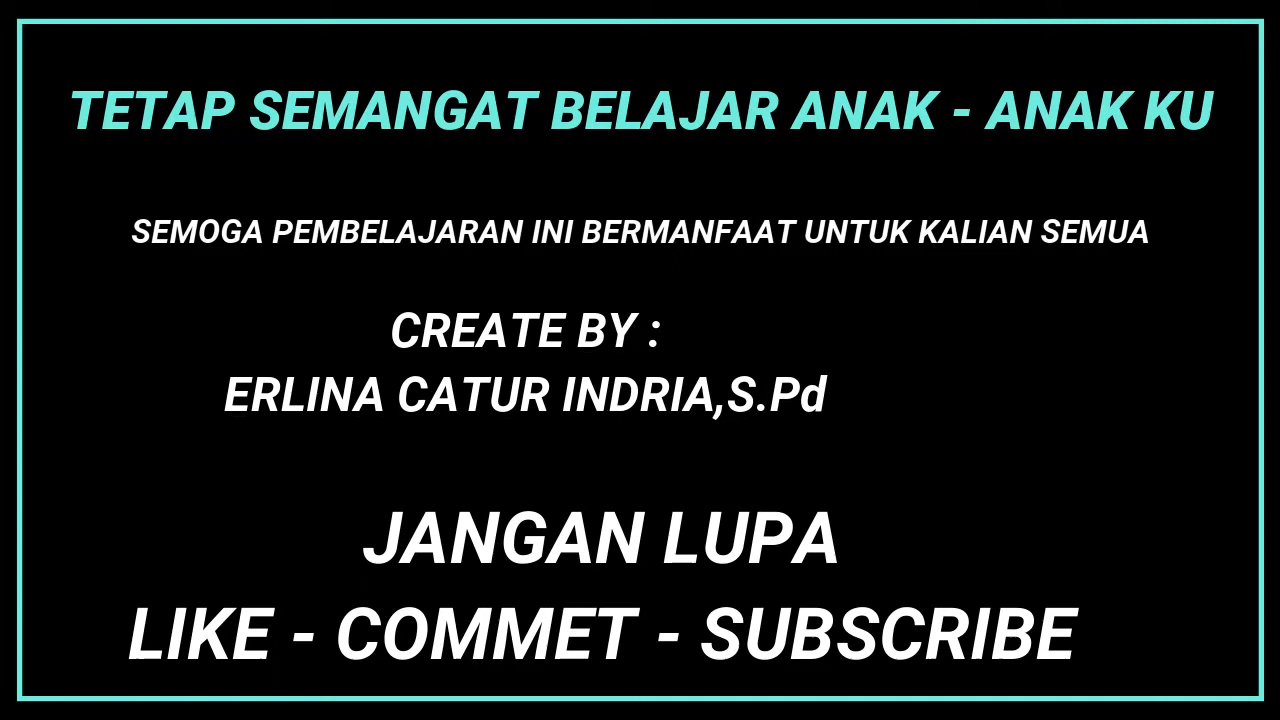 TETAP SEMANGAT BELAJAR ANAK - ANAK KU
SEMOGA PEMBELAJARAN INI BERMANFAAT UNTUK KALIAN SEMUA
CREATE BY :
ERLINA CATUR INDRIA,S.Pd
JANGAN LUPA
LIKE - COMMET - SUBSCRIBE